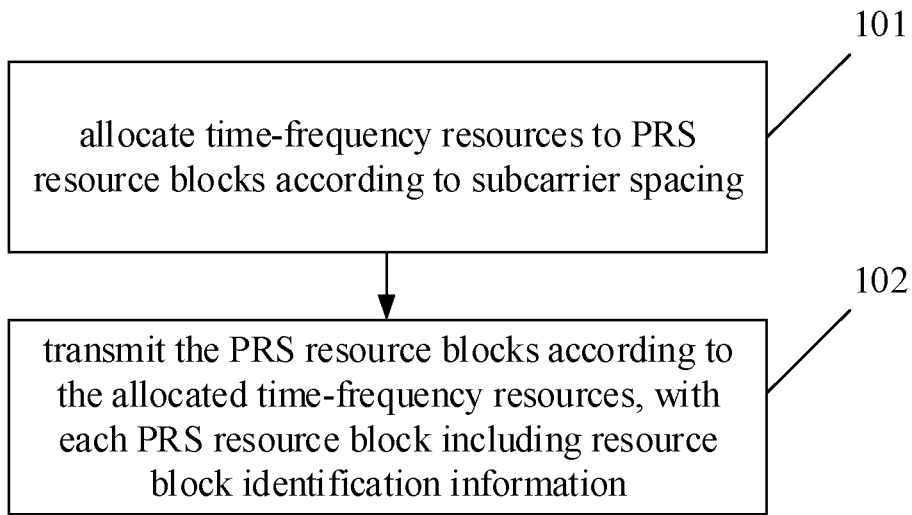 101
allocate time-frequency resources to PRS
resource blocks according to subcarrier spacing
102
transmit the PRS resource blocks according to
the allocated time-frequency resources, with
each PRS resource block including resource
block identification information